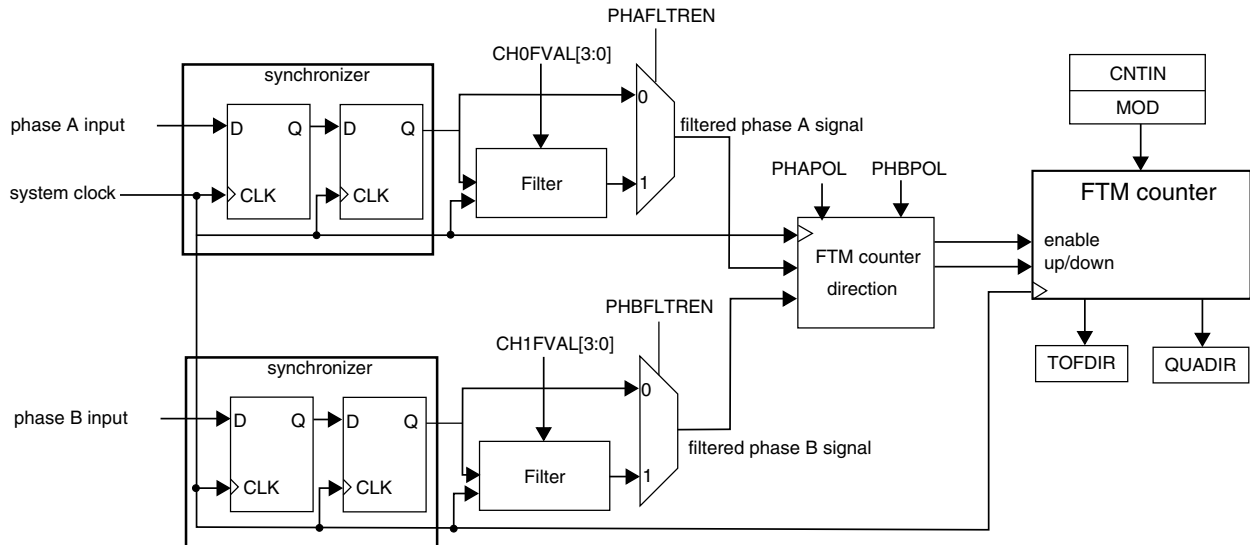 PHAFLTREN
CH0FVAL[3:0]
synchronizer
CNTIN
MOD
phase A input
D Q D Q
0
filtered phase A signal
system clock
CLK CLK
Filter
1
PHAPOL PHBPOL
FTM counter
enable
up/down
FTM counter
direction
PHBFLTREN
CH1FVAL[3:0]
synchronizer
TOFDIR QUADIR
phase B input
D Q D Q
0
filtered phase B signal
CLK CLK
Filter
1